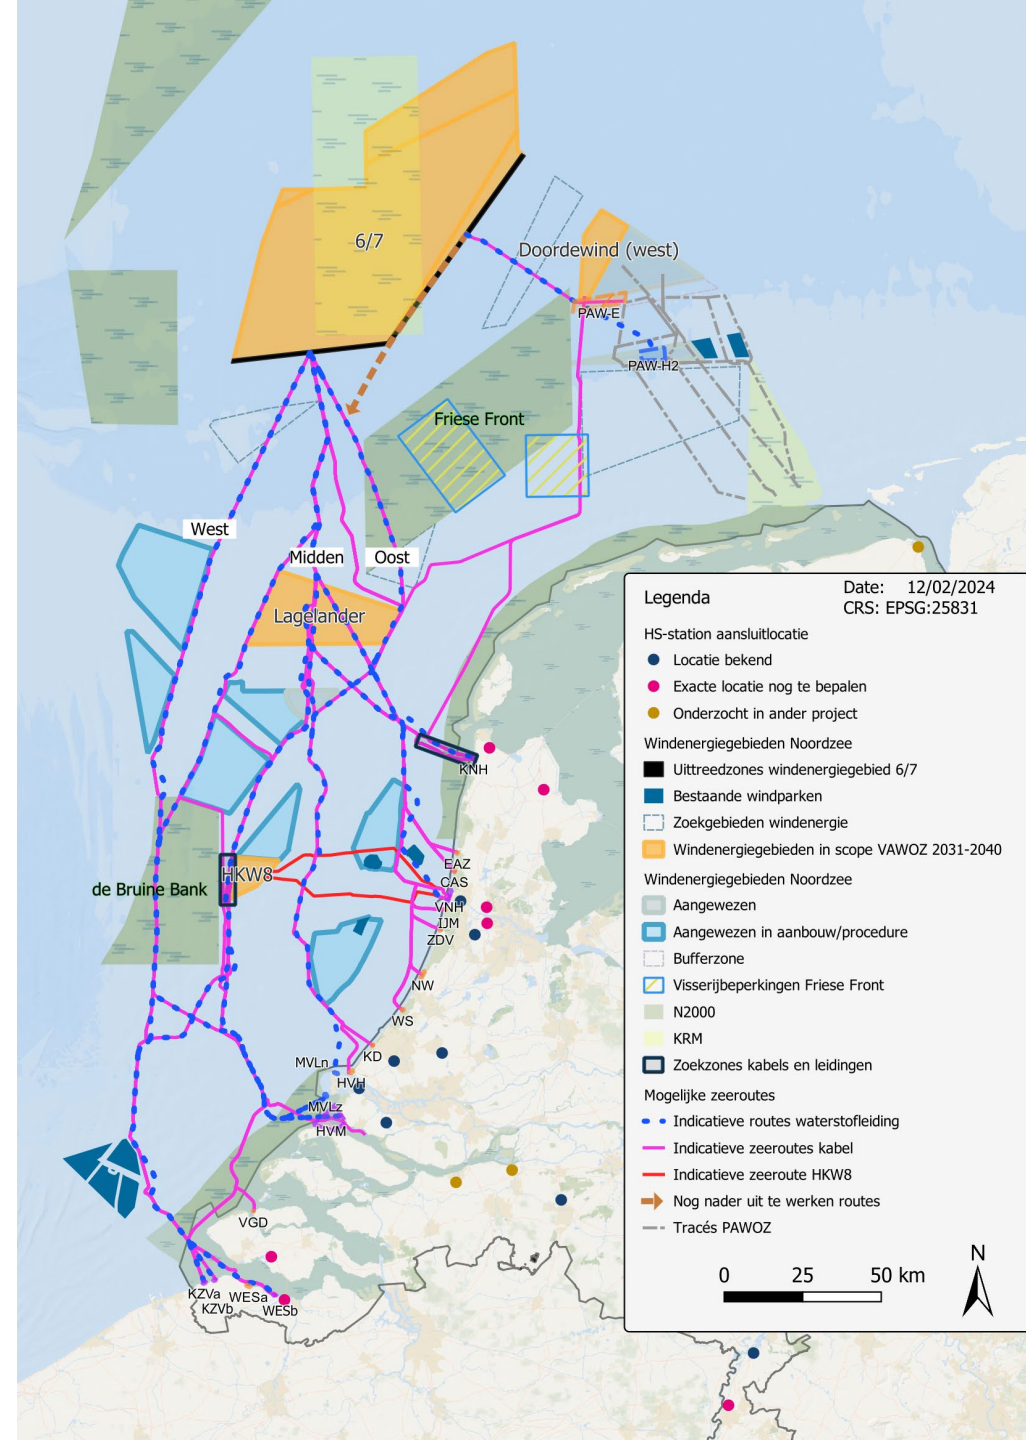 6/7
Doordewind (west)
PAW-E
PAW-H2
Friese Front
West
Midden
Oost
Lagelander
KNH
HKW8
de Bruine Bank
EAZ
CAS
VNH
IJM
ZDV
NW
WS
KD
MVLn
HVH
MVLz
HVM
VGD
KZVa
KZVb
WESa
WESb
Legenda
Date: 12/02/2024
CRS: EPSG:25831
HS-station aansluitlocatie
Locatie bekend
Exacte locatie nog te bepalen
Onderzocht in ander project
Windenergiegebieden Noordzee
Uittreedzones windenergiegebied 6/7
Bestaande windparken
Zoekgebieden windenergie
Windenergiegebieden in scope VAWOZ 2031-2040
Windenergiegebieden Noordzee
Aangewezen
Aangewezen in aanbouw/procedure
Bufferzone
Visserijbeperkingen Friese Front
N2000
KRM
Zoekzones kabels en leidingen
Mogelijke zeeroutes
Indicatieve routes waterstofleiding
Indicatieve zeeroutes kabel
Indicatieve zeeroute HKW8
Nog nader uit te werken routes
Tracés PAWOZ
N
0 25 50 km